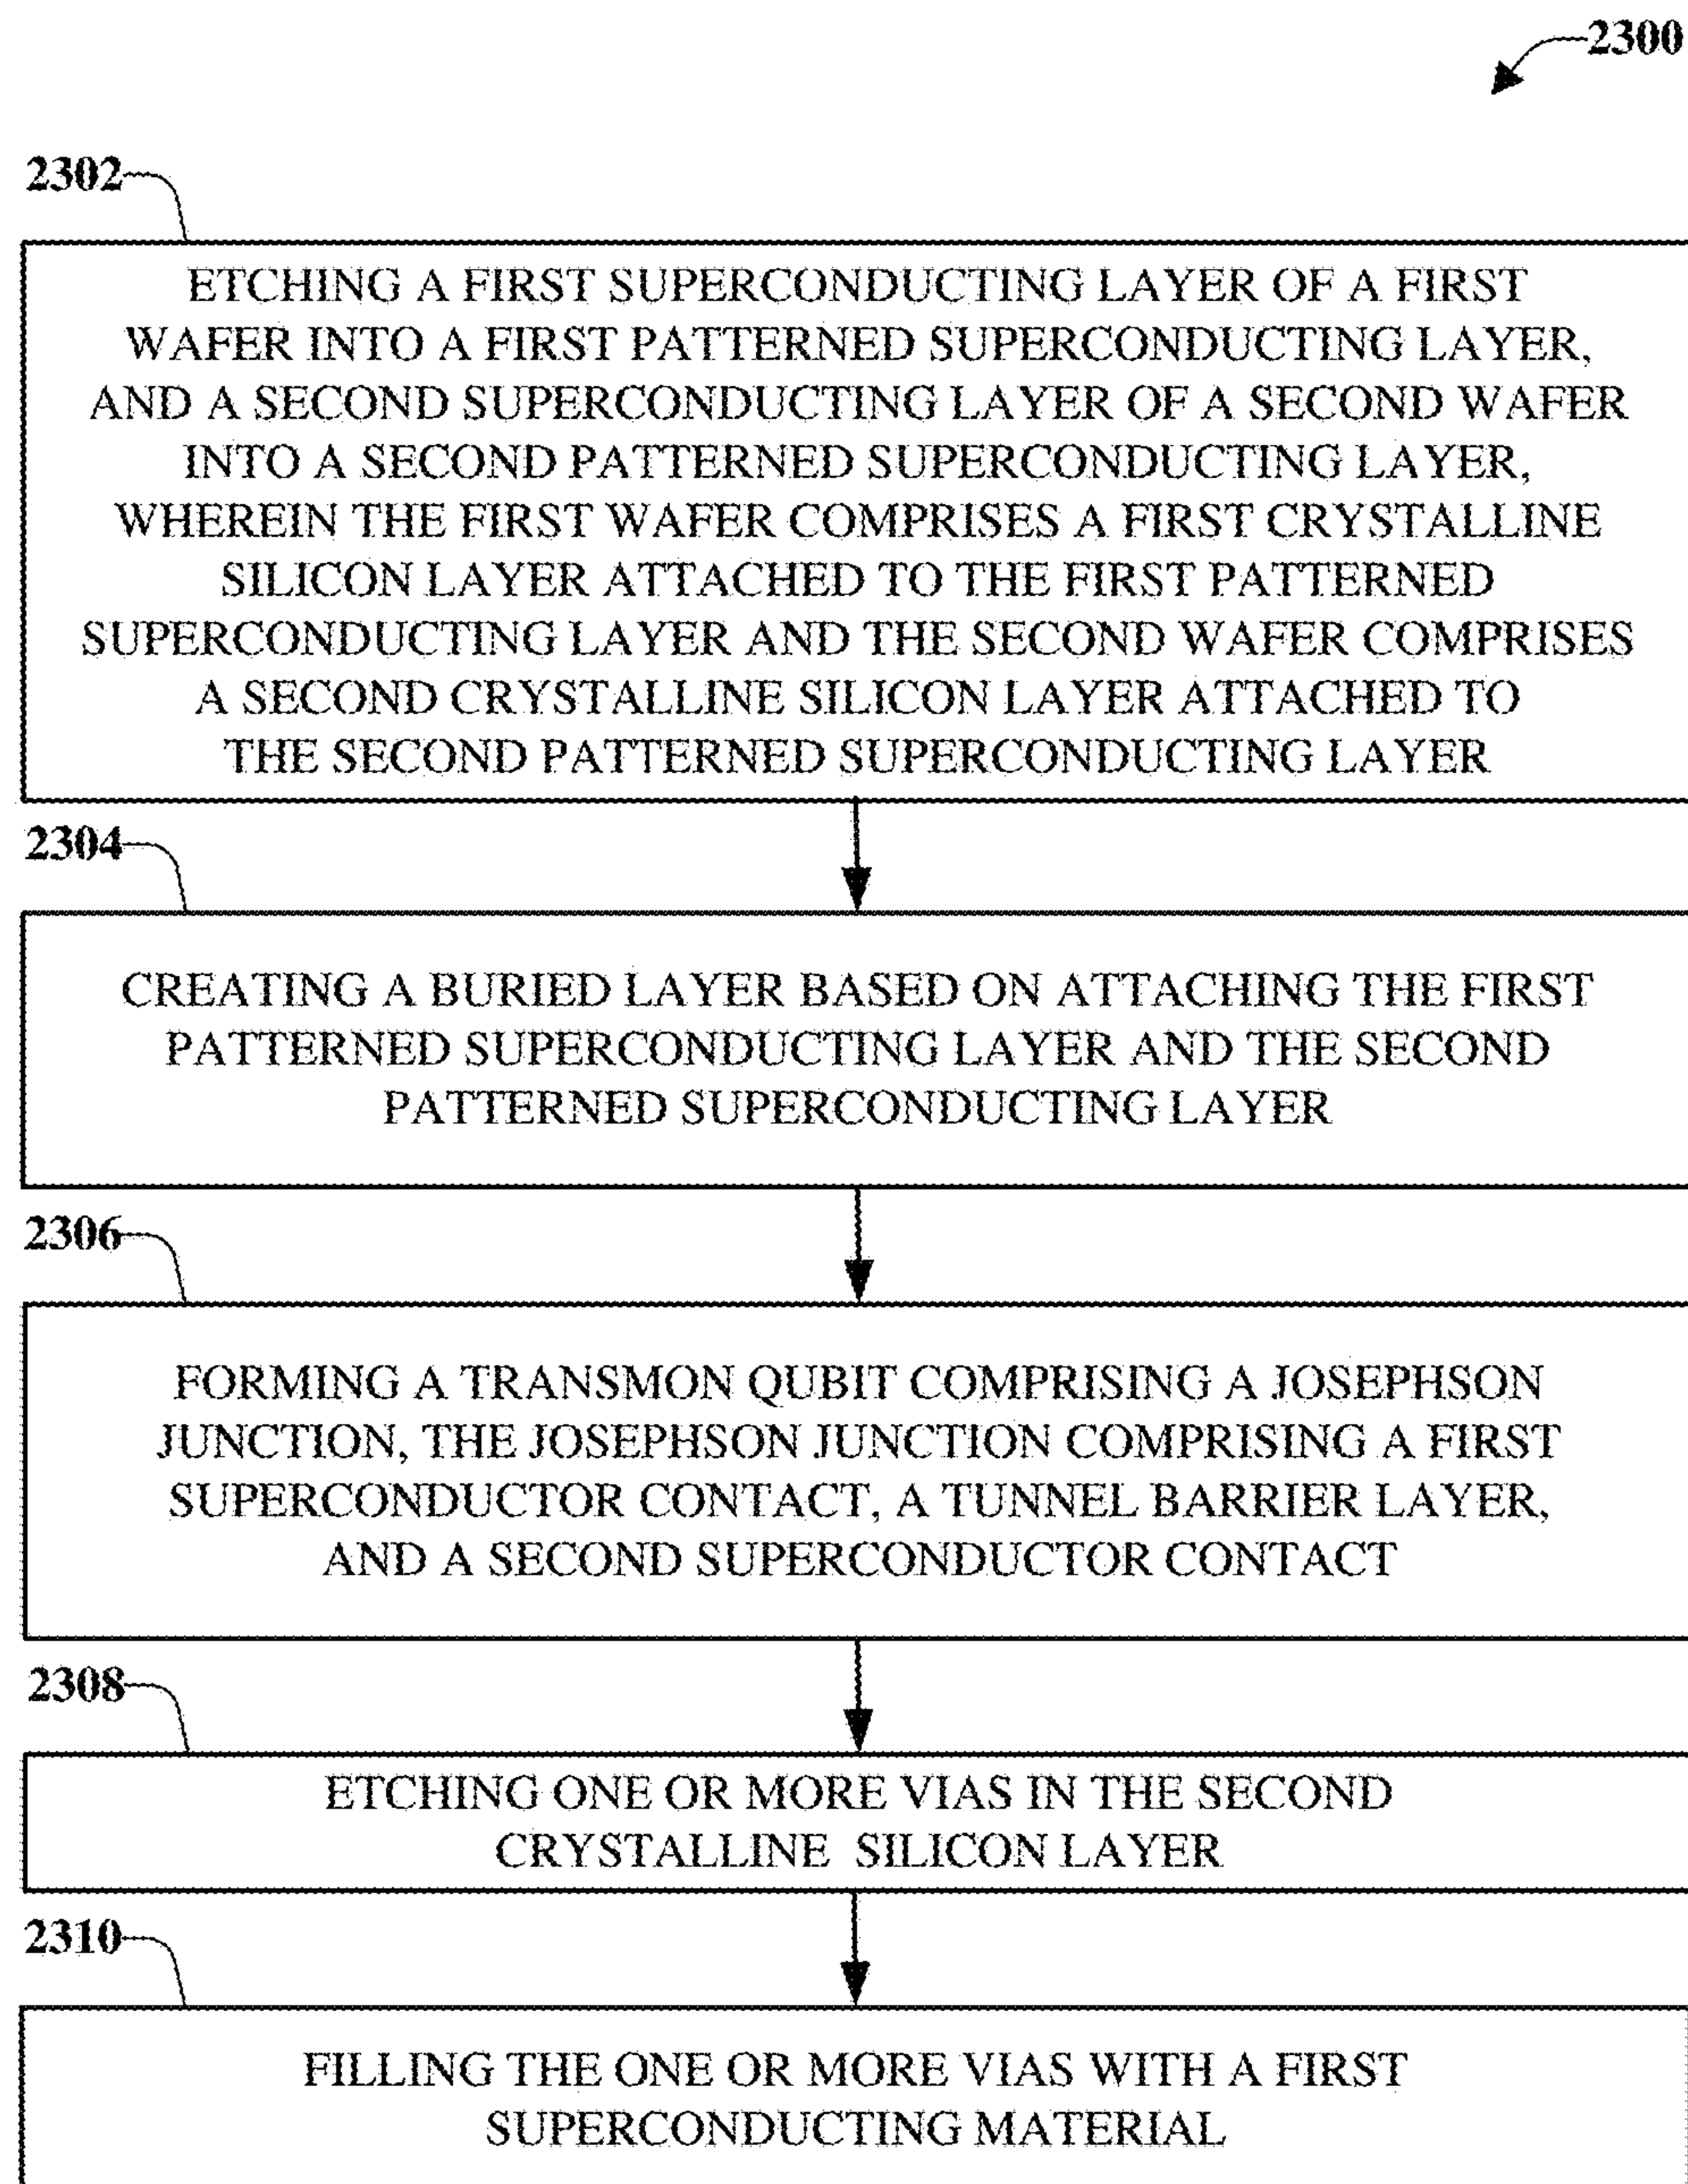 2300
2302
ETCHING A FIRST SUPERCONDUCTING LAYER OF A FIRST
WAFER INTO A FIRST PATTERNED SUPERCONDUCTING LAYER,
AND A SECOND SUPERCONDUCTING LAYER OF A SECOND WAFER
INTO A SECOND PATTERNED SUPERCONDUCTING LAYER,
WHEREIN THE FIRST WAFER COMPRISES A FIRST CRYSTALLINE
SILICON LAYER ATTACHED TO THE FIRST PATTERNED
SUPERCONDUCTING LAYER AND THE SECOND WAFER COMPRISES
A SECOND CRYSTALLINE SILICON LAYER ATTACHED TO
THE SECOND PATTERNED SUPERCONDUCTING LAYER
2304
CREATING A BURIED LAYER BASED ON ATTACHING THE FIRST
PATTERNED SUPERCONDUCTING LAYER AND THE SECOND
PATTERNED SUPERCONDUCTING LAYER
2306
FORMING A TRANSMON QUBIT COMPRISING A JOSEPHSON
JUNCTION, THE JOSEPHSON JUNCTION COMPRISING A FIRST
SUPERCONDUCTOR CONTACT, A TUNNEL BARRIER LAYER,
AND A SECOND SUPERCONDUCTOR CONTACT
2308
ETCHING ONE OR MORE VIAS IN THE SECOND
CRYSTALLINE SILICON LAYER
2310
FILLING THE ONE OR MORE VIAS WITH A FIRST
SUPERCONDUCTING MATERIAL